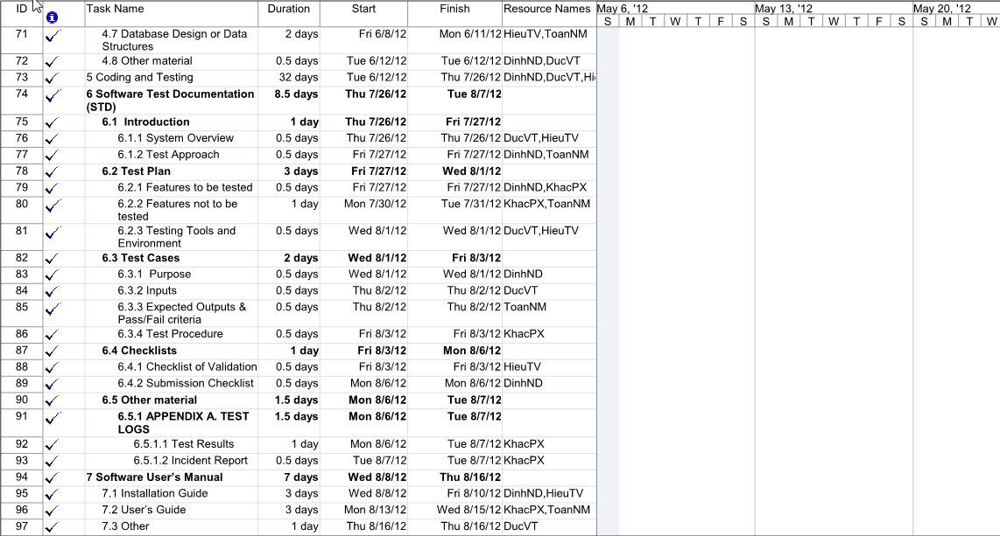 ID Task Name Duration Start Finish Resource Names May 6, '12 May 13, '12 May 20, '12
S M T W T F S S M T W T F S S M T W
71 4.7 Database Design or Data 2 days Fri 6/8/12 Mon 6/11/12 HieuTV,ToanNM
Structures
72 4.8 Other material 0.5 days Tue 6/12/12 Tue 6/12/12 DinhND,DucVT
73 5 Coding and Testing 32 days Tue 6/12/12 Thu 7/26/12 DinhND,DucVT,Hi
74 6 Software Test Documentation 8.5 days Thu 7/26/12 Tue 8/7/12
(STD)
75 6.1 Introduction 1 day Thu 7/26/12 Fri 7/27/12
76 6.1.1 System Overview 0.5 days Thu 7/26/12 Thu 7/26/12 DucVT,HieuTV
77 6.1.2 Test Approach 0.5 days Fri 7/27/12 Fri 7/27/12 DinhND,ToanNM
78 6.2 Test Plan 3 days Fri 7/27/12 Wed 8/1/12
79 6.2.1 Features to be tested 0.5 days Fri 7/27/12 Fri 7/27/12 DinhND,KhacPX
80 6.2.2 Features not to be 1 day Mon 7/30/12 Tue 7/31/12 KhacPX,ToanNM
tested
81 6.2.3 Testing Tools and 0.5 days Wed 8/1/12 Wed 8/1/12 DucVT,HieuTV
Environment
82 6.3 Test Cases 2 days Wed 8/1/12 Fri 8/3/12
83 6.3.1 Purpose 0.5 days Wed 8/1/12 Wed 8/1/12 DinhND
84 6.3.2 Inputs 0.5 days Thu 8/2/12 Thu 8/2/12 DucVT
85 6.3.3 Expected Outputs & 0.5 days Thu 8/2/12 Thu 8/2/12 ToanNM
Pass/Fail criteria
86 6.3.4 Test Procedure 0.5 days Fri 8/3/12 Fri 8/3/12 KhacPX
87 6.4 Checklists 1 day Fri 8/3/12 Mon 8/6/12
88 6.4.1 Checklist of Validation 0.5 days Fri 8/3/12 Fri 8/3/12 HieuTV
89 6.4.2 Submission Checklist 0.5 days Mon 8/6/12 Mon 8/6/12 DinhND
90 6.5 Other material 1.5 days Mon 8/6/12 Tue 8/7/12
91 6.5.1 APPENDIX A. TEST 1.5 days Mon 8/6/12 Tue 8/7/12
LOGS
92 6.5.1.1 Test Results 1 day Mon 8/6/12 Tue 8/7/12 KhacPX
93 6.5.1.2 Incident Report 0.5 days Tue 8/7/12 Tue 8/7/12 KhacPX
94 7 Software User’s Manual 7 days Wed 8/8/12 Thu 8/16/12
95 7.1 Installation Guide 3 days Wed 8/8/12 Fri 8/10/12 DinhND,HieuTV
96 7.2 User’s Guide 3 days Mon 8/13/12 Wed 8/15/12 KhacPX,ToanNM
97 7.3 Other 1 day Thu 8/16/12 Thu 8/16/12 DucVT